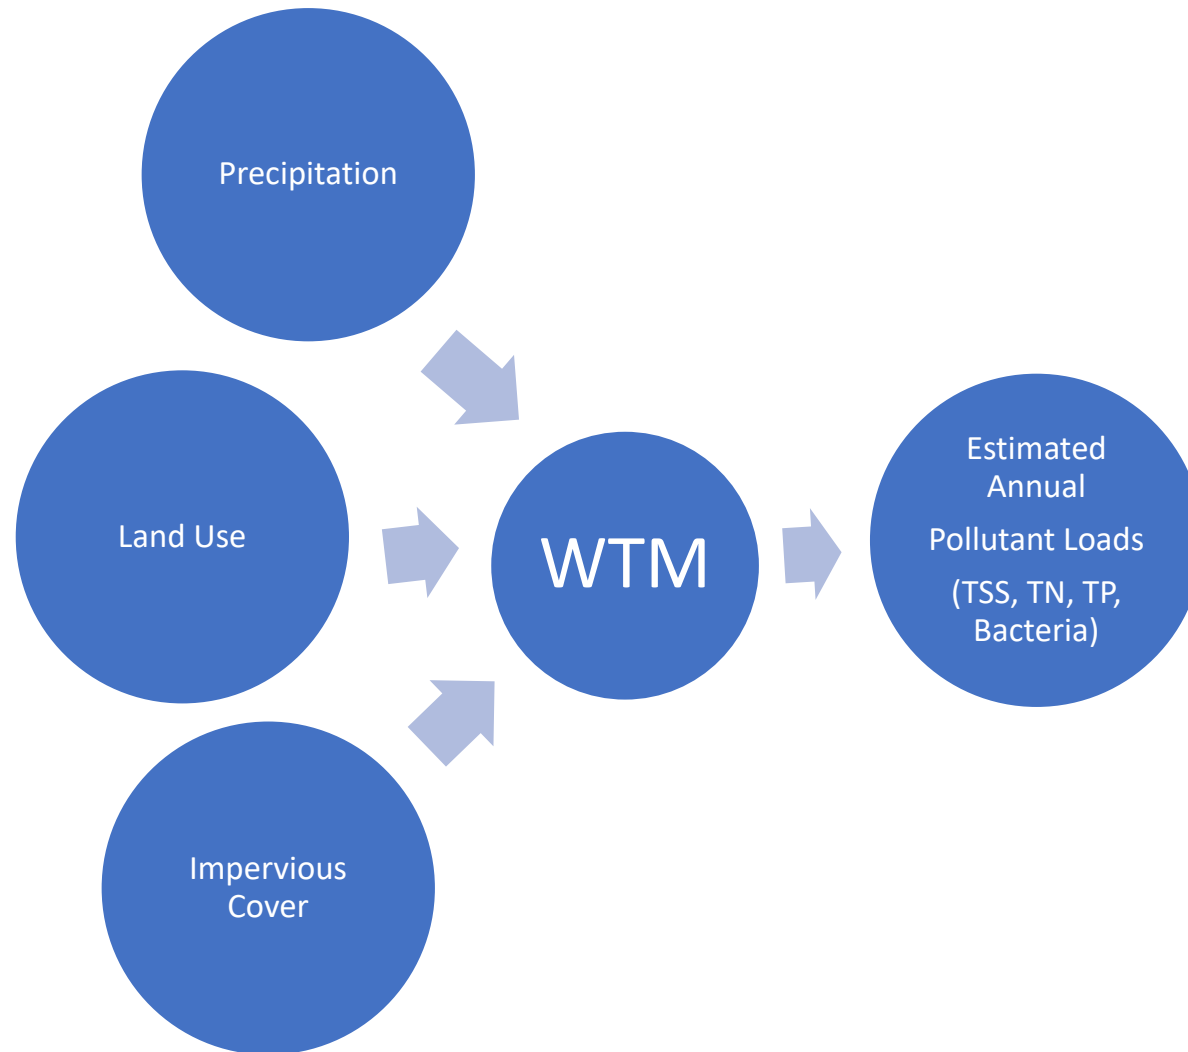 Precipitation
Land Use
Impervious
Cover
WTM
Estimated
Annual
Pollutant Loads
(TSS, TN, TP,
Bacteria)